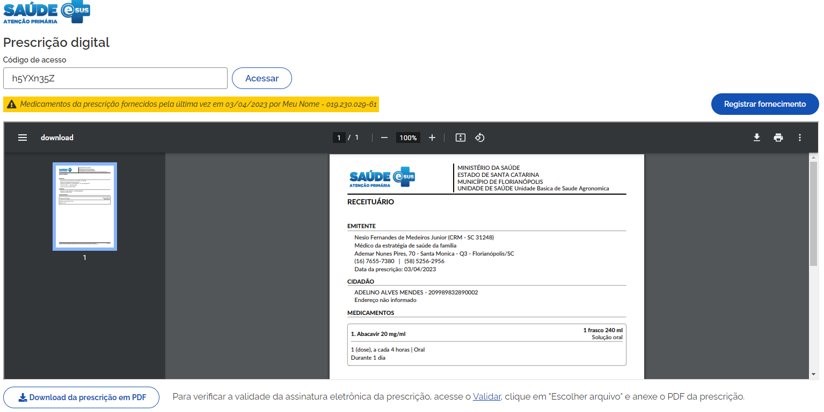 SAÚDE e-SUS
ATENÇÃO PRIMÁRIA
Prescrição digital
Código de acesso
h5YXn35Z
Acessar
Medicamentos da prescrição fornecidos pela última vez em 03/04/2023 por Meu Nome - 019.230.029-61
Registrar fornecimento
download
1 / 1
100%
1
SAÚDE e-SUS
ATENÇÃO PRIMÁRIA
MINISTÉRIO DA SAÚDE
ESTADO DE SANTA CATARINA
MUNICÍPIO DE FLORIANÓPOLIS
UNIDADE DE SAÚDE Unidade Basica de Saude Agronomica
RECEITUÁRIO
EMITENTE
Nesio Fernandes de Medeiros Junior (CRM - SC 31248)
Médico da estratégia de saúde da família
Ademar Nunes Pires, 70 - Santa Monica - Q3 - Florianópolis/SC
(16) 7655-7380 | (58) 5256-2956
Data da prescrição: 03/04/2023
CIDADÃO
ADELINO ALVES MENDES - 209989832890002
Endereço não informado
MEDICAMENTOS
1. Abacavir 20 mg/ml
1 frasco 240 ml
Solução oral
1 (dose), a cada 4 horas | Oral
Durante 1 dia
Download da prescrição em PDF
Para verificar a validade da assinatura eletrônica da prescrição, acesse o Validar, clique em "Escolher arquivo" e anexe o PDF da prescrição.